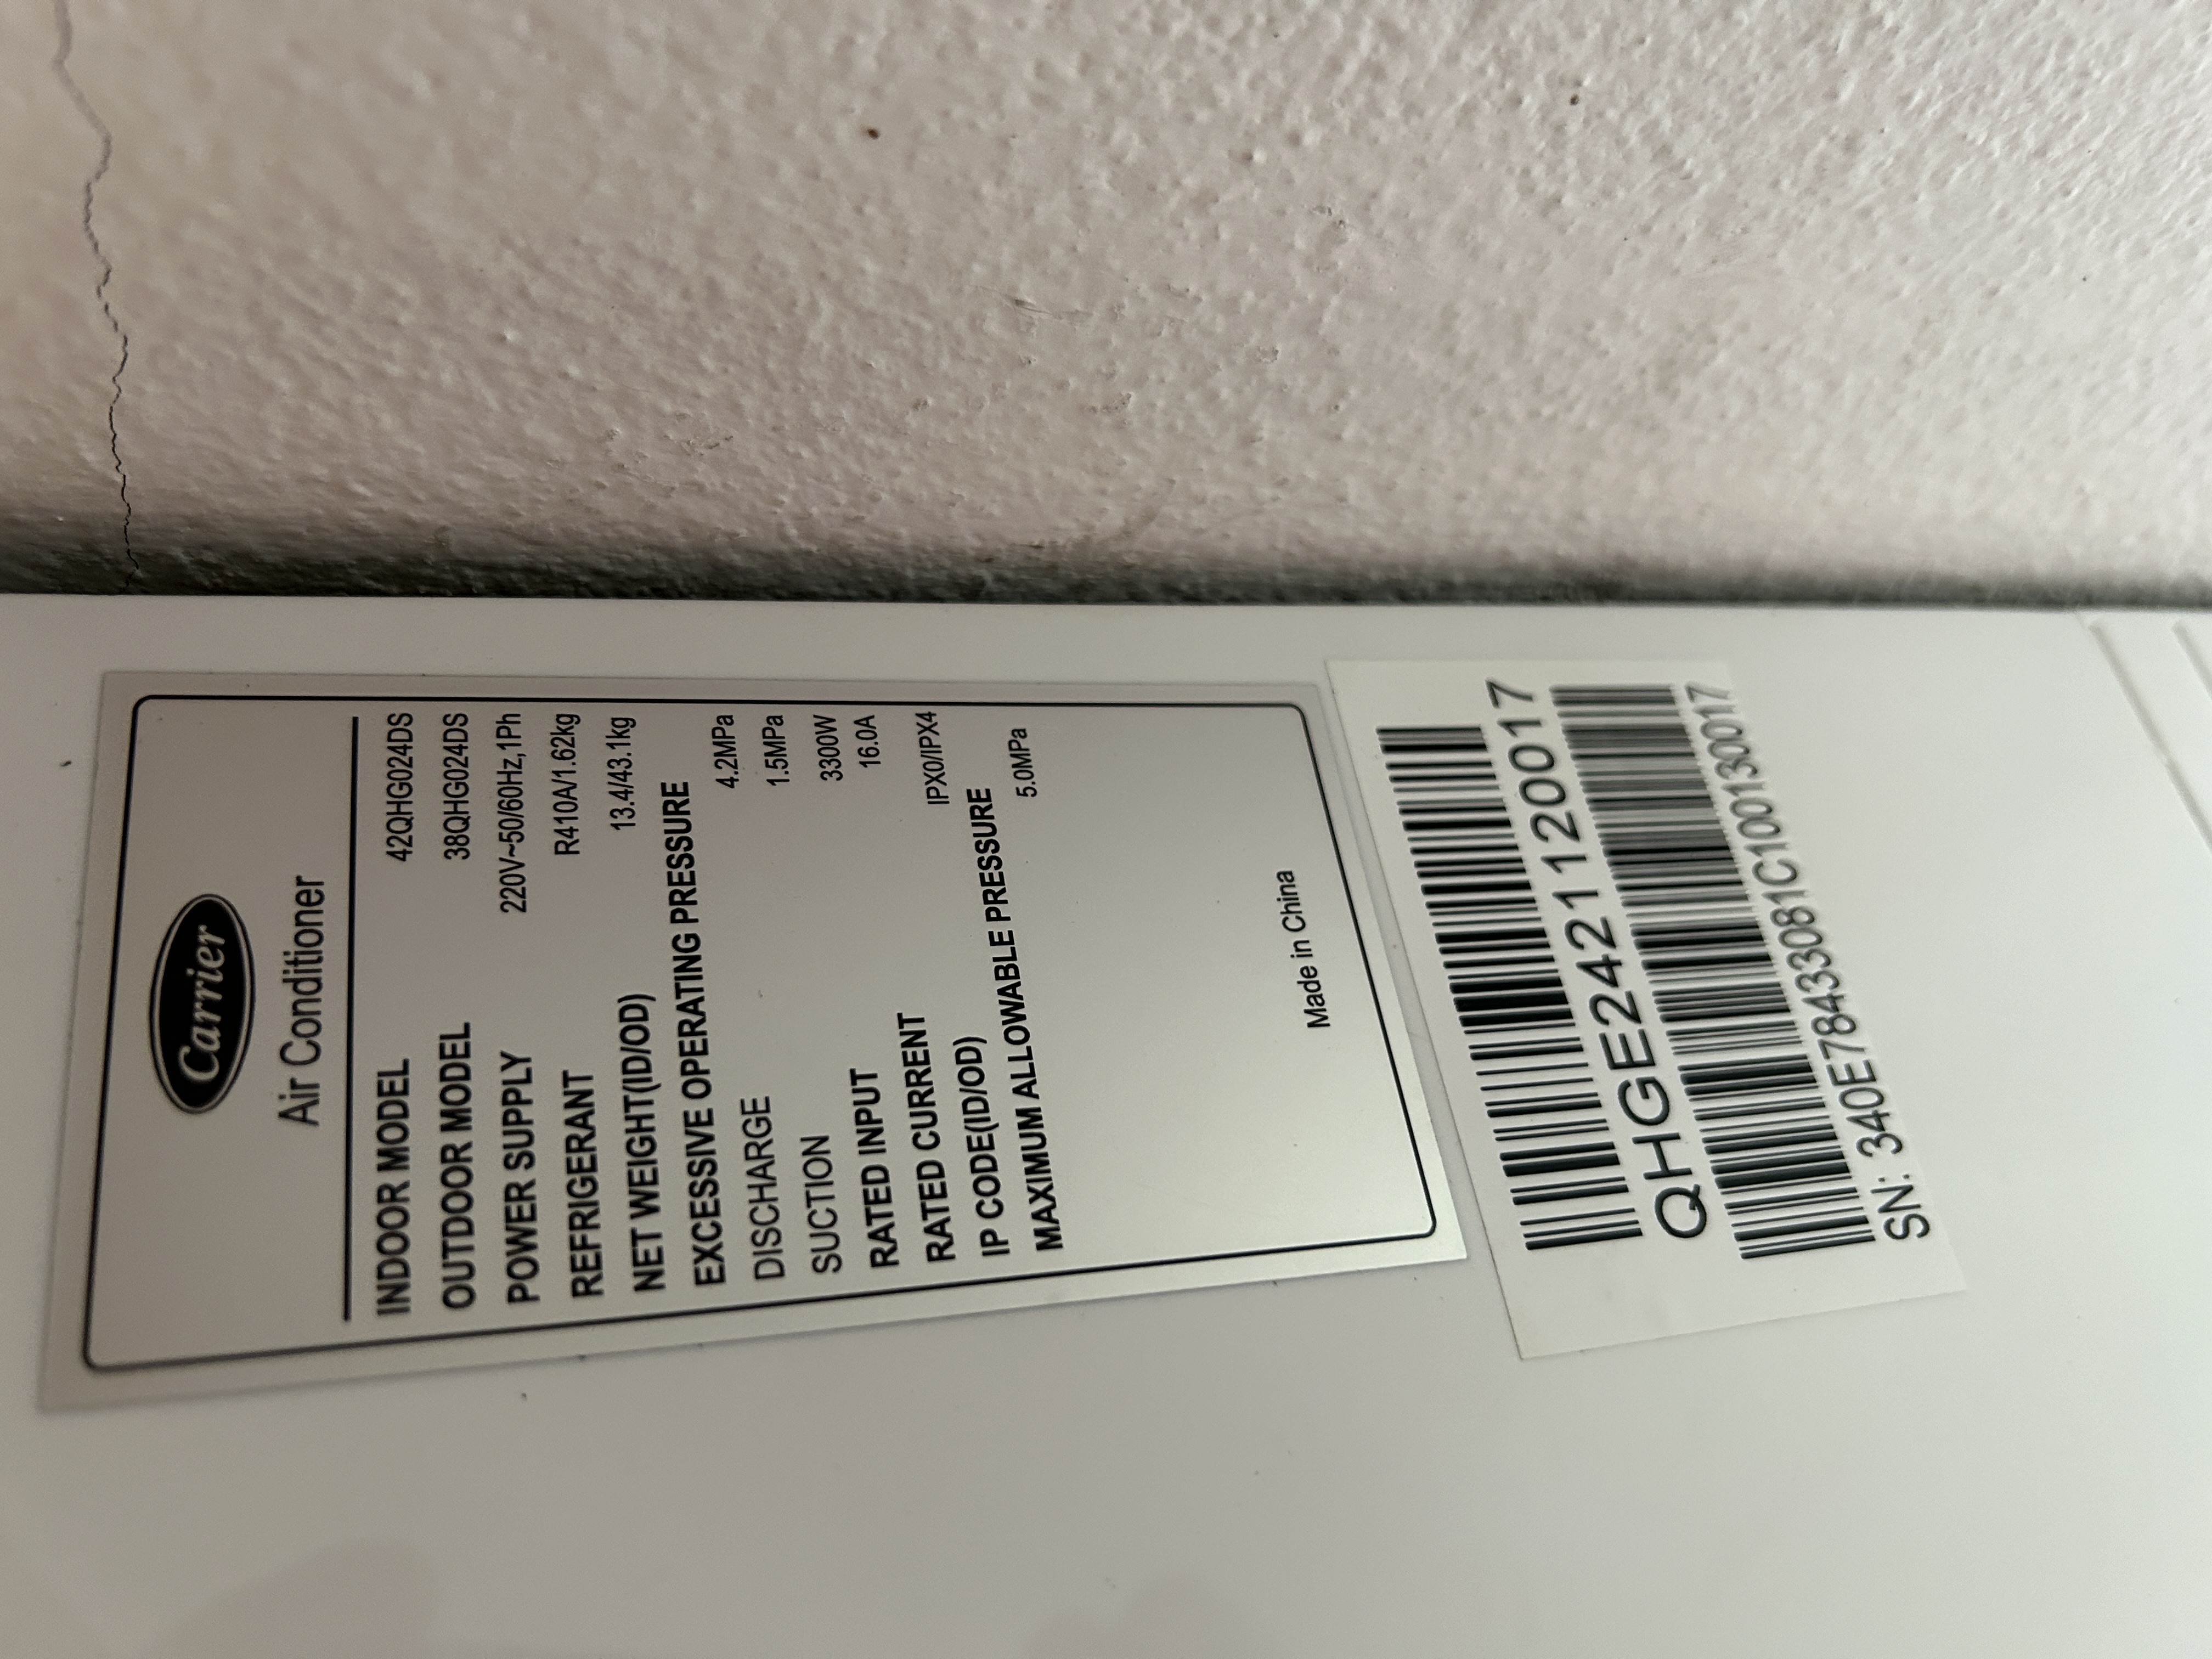 Carrier
Air Conditioner
INDOOR MODEL 42QHG024DS
OUTDOOR MODEL 38QHG024DS
POWER SUPPLY 220V~50/60Hz,1Ph
REFRIGERANT R410A/1.62kg
NET WEIGHT(ID/OD) 13.4/43.1kg
EXCESSIVE OPERATING PRESSURE
DISCHARGE 4.2MPa
SUCTION 1.5MPa
RATED INPUT 3300W
RATED CURRENT 16.0A
IP CODE(ID/OD) IPX0/IPX4
MAXIMUM ALLOWABLE PRESSURE
5.0MPa
Made in China
QHGE2421120017
SN: 340E78433081C100130017